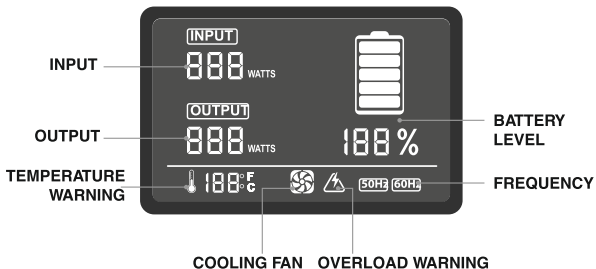 INPUT
INPUT
888 WATTS
OUTPUT
OUTPUT
888 WATTS
188%
BATTERY
LEVEL
TEMPERATURE
WARNING
188°F
°C
50Hz 60Hz
FREQUENCY
COOLING FAN
OVERLOAD WARNING